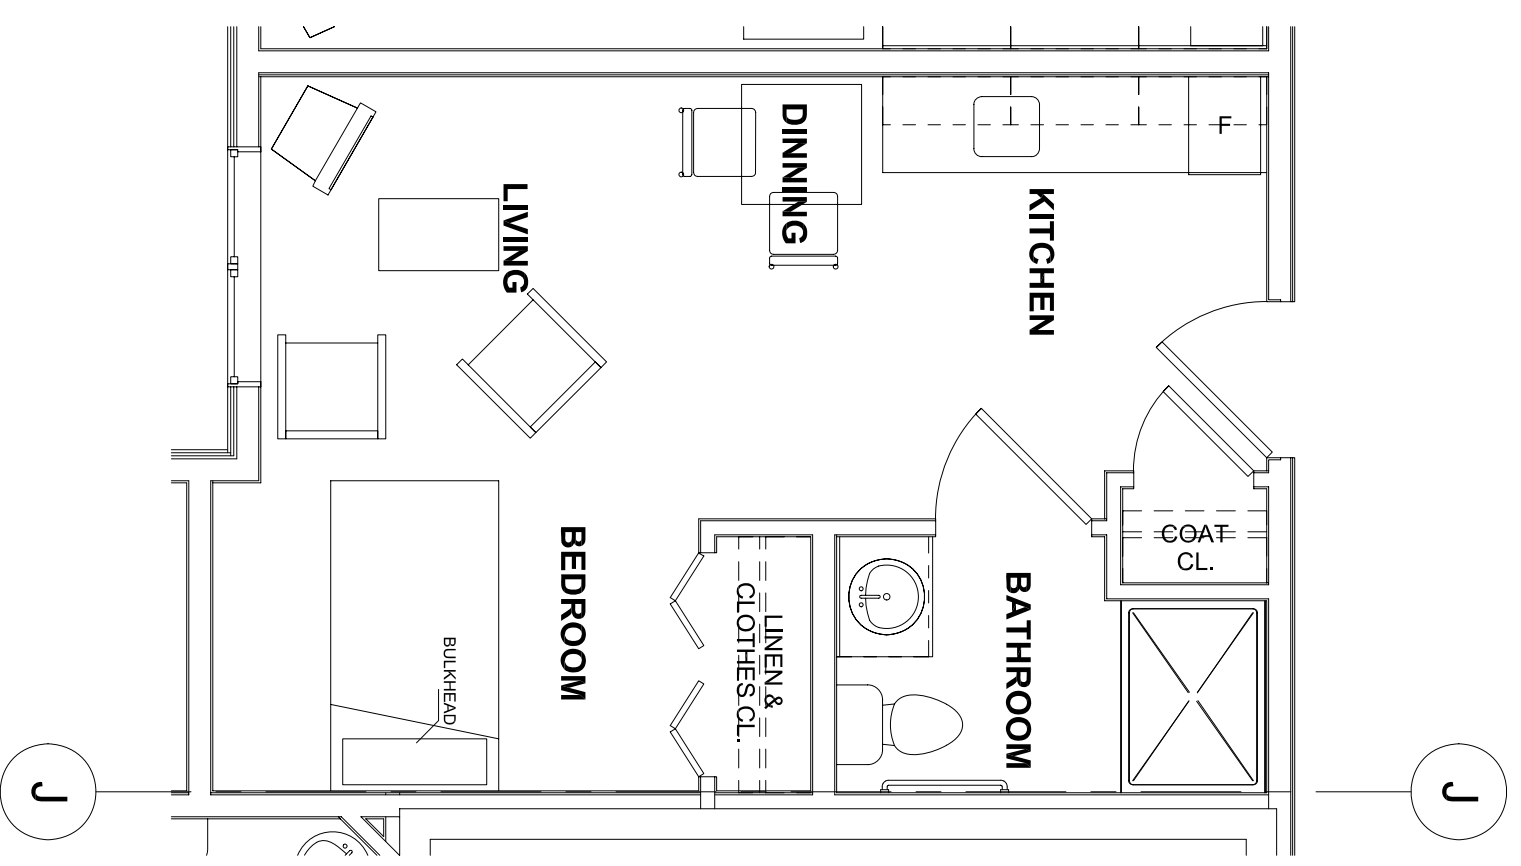 DINNING
F
LIVING
KITCHEN
COAT
CL.
BEDROOM
BATHROOM
LINEN &
CLOTHES CL.
BULKHEAD
J
J